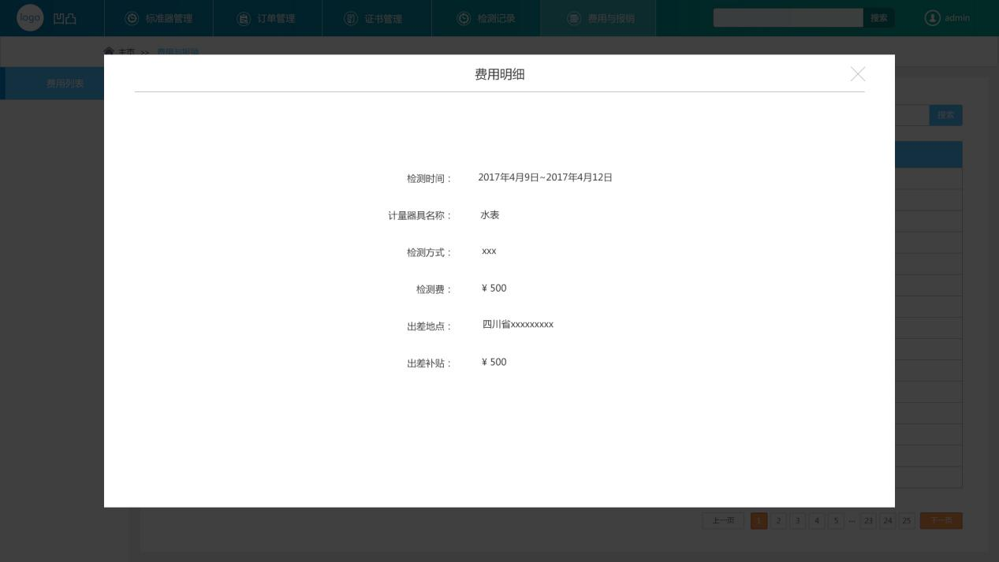 logo 凹凸 标准器管理 订单管理 证书管理 检测记录 费用与报销 搜索 admin
主页 >> 费用与报销
费用列表
费用明细
搜索
检测时间： 2017年4月9日~2017年4月12日
计量器具名称： 水表
检测方式： xxx
检测费： ¥ 500
出差地点： 四川省xxxxxxxxx
出差补贴： ¥ 500
上一页 1 2 3 4 5 ··· 23 24 25 下一页